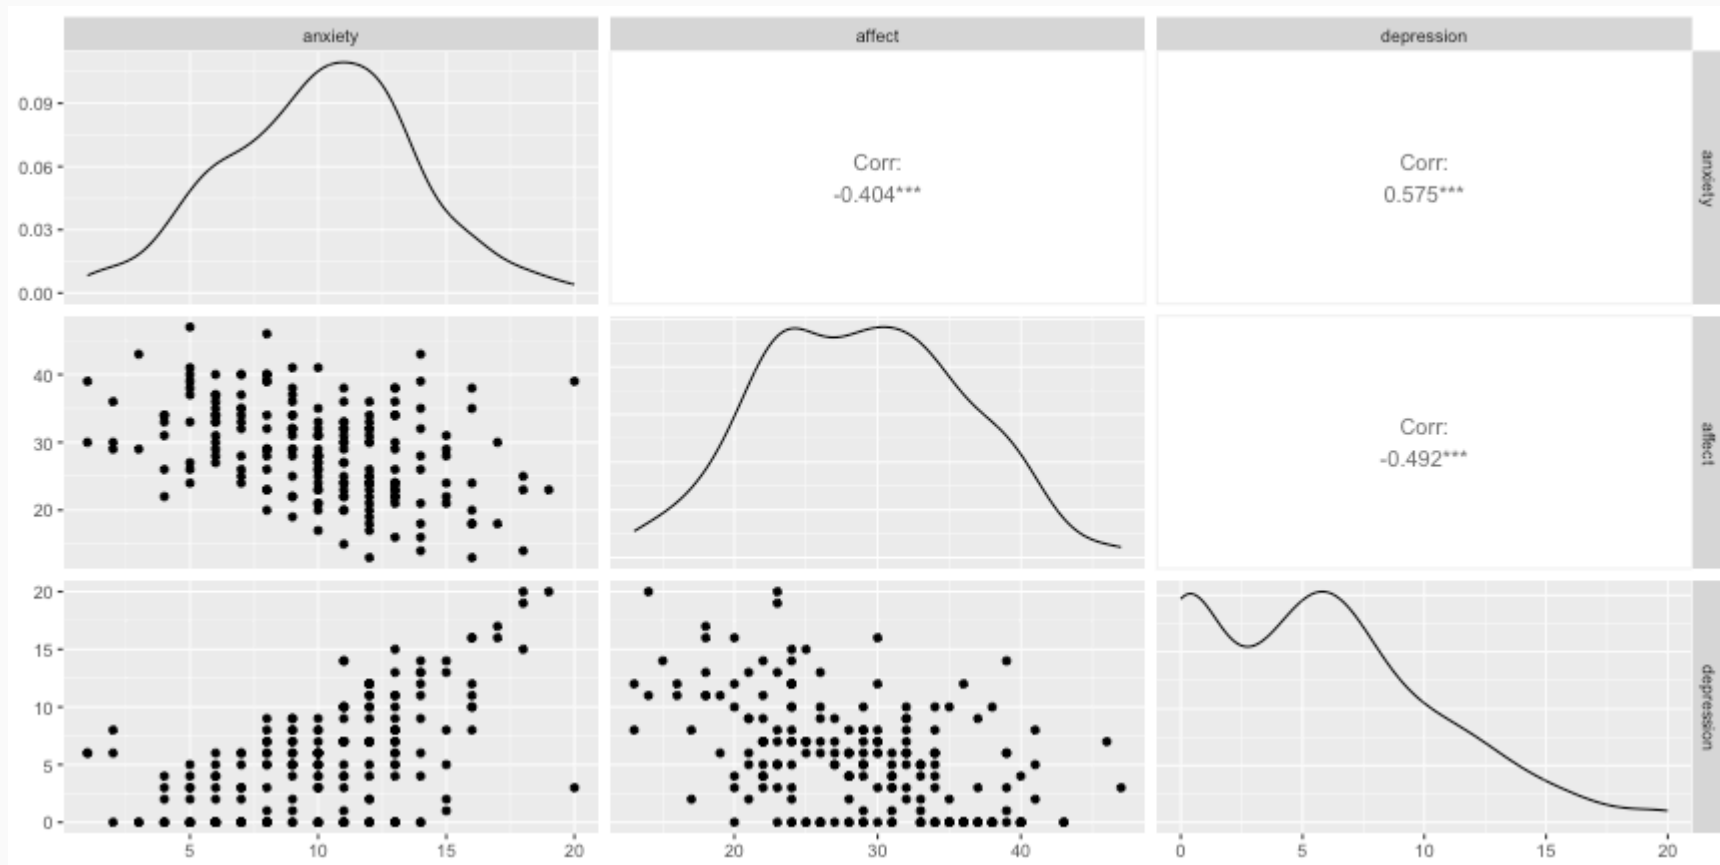 anxiety affect depression
0.09
0.06
0.03
0.00
Corr:
-0.404***
Corr:
0.575***
anxiety
40
30
20
Corr:
-0.492***
affect
20
15
10
5
0
depression
5 10 15 20
20 30 40
0 5 10 15 20